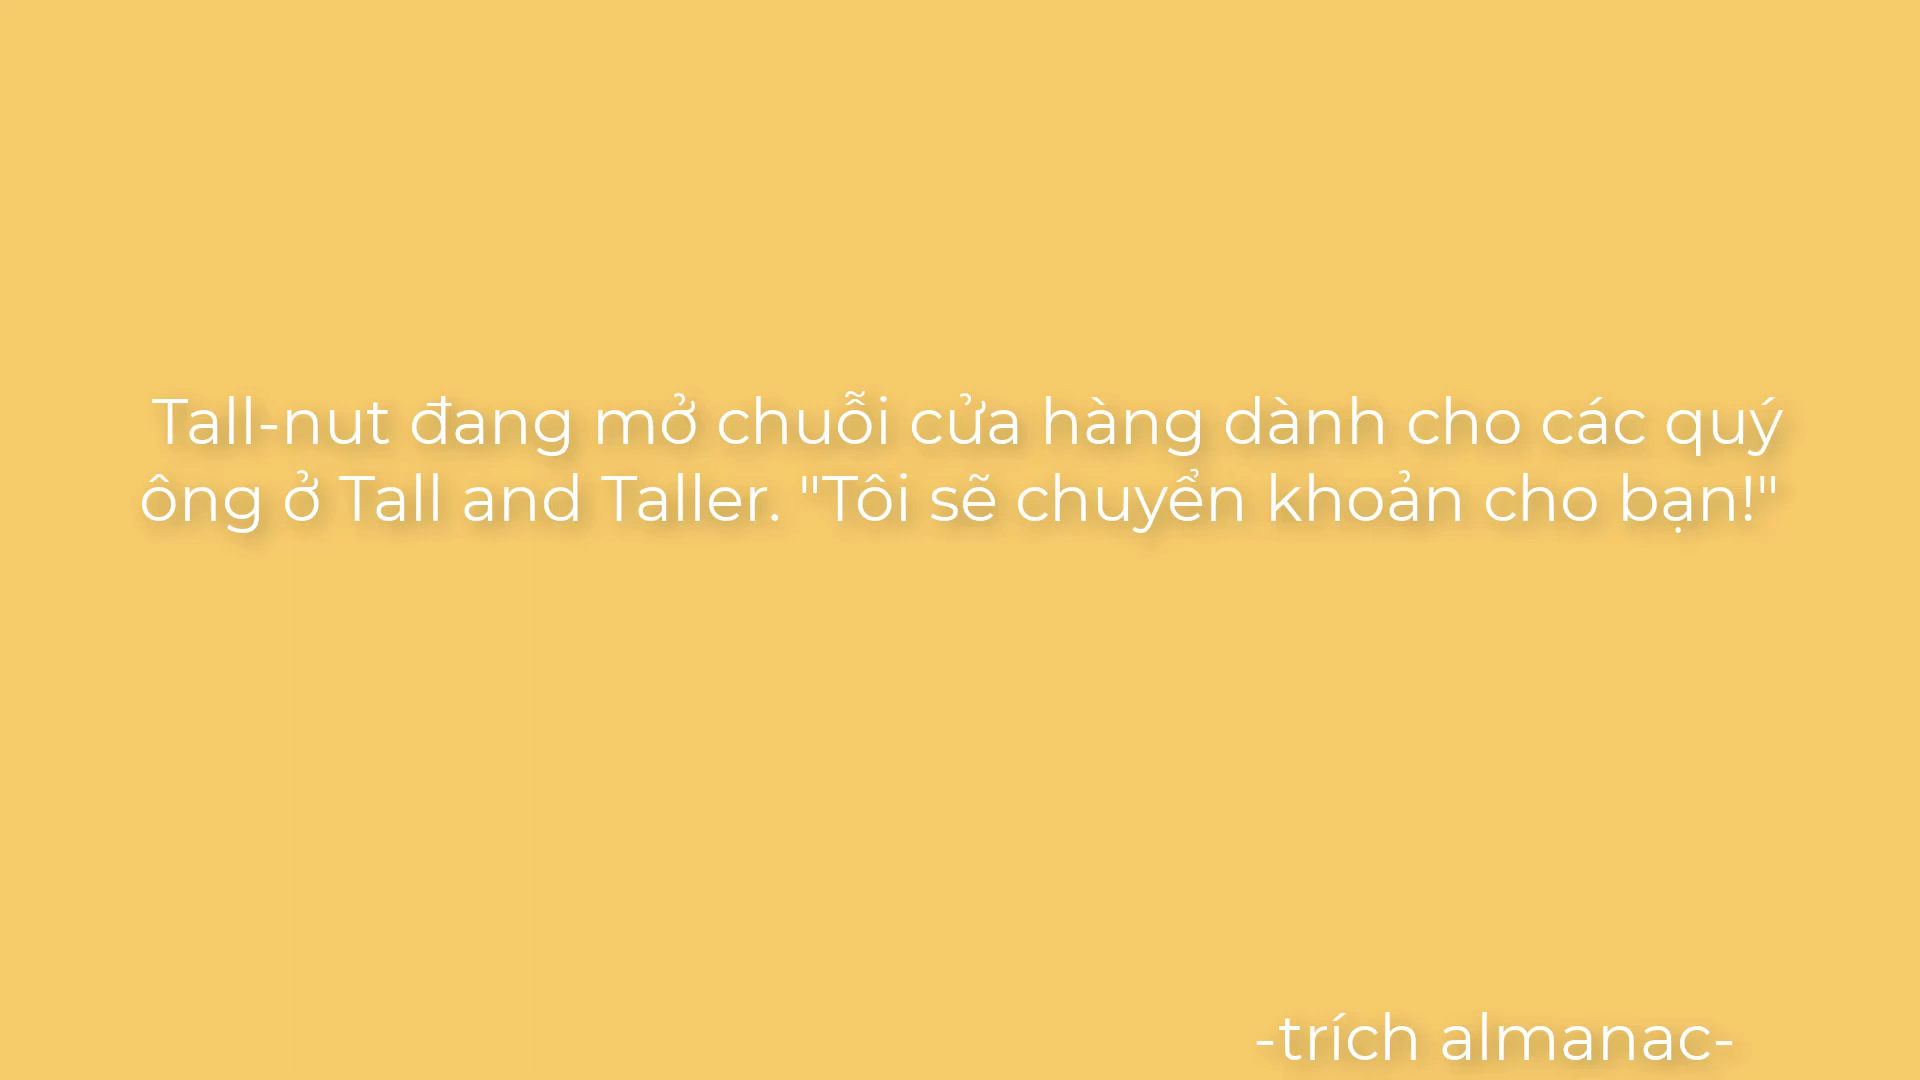 Tall-nut đang mở chuỗi cửa hàng dành cho các quý
ông ở Tall and Taller. "Tôi sẽ chuyển khoản cho bạn!"
-trích almanac-